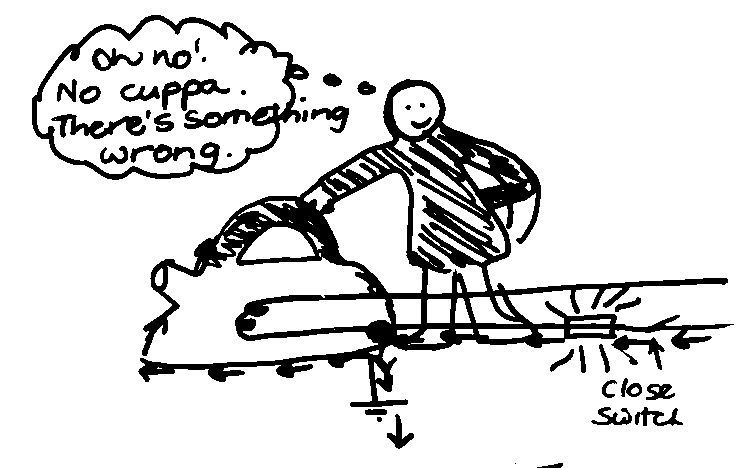 Oh no!
No cuppa.
There's something
wrong.
Close
Switch